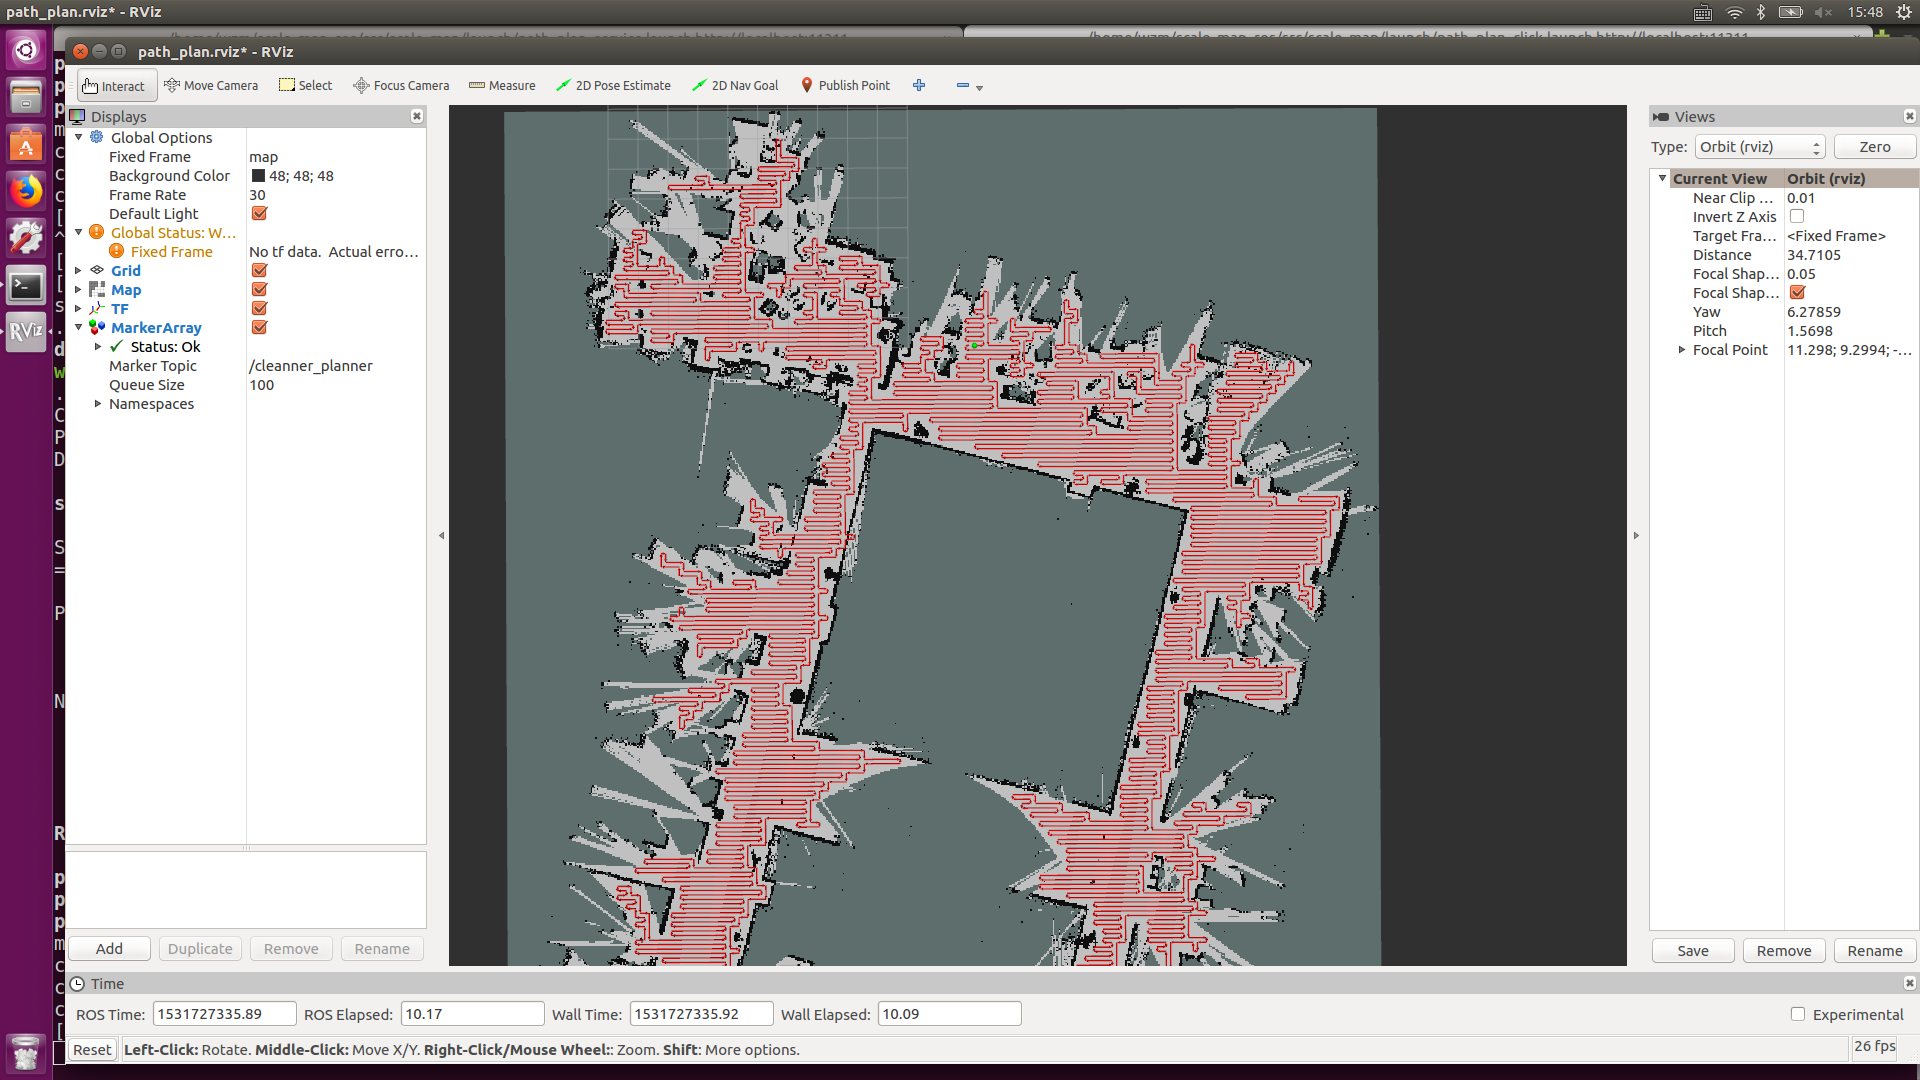 path_plan.rviz* - RViz
15:48
path_plan.rviz* - RViz
Interact
Move Camera
Select
Focus Camera
Measure
2D Pose Estimate
2D Nav Goal
Publish Point
Displays
Global Options
Fixed Frame map
Background Color 48; 48; 48
Frame Rate 30
Default Light
Global Status: W...
Fixed Frame No tf data. Actual erro...
Grid
Map
TF
MarkerArray
Status: Ok
Marker Topic /cleanner_planner
Queue Size 100
Namespaces
Add
Duplicate
Remove
Rename
Views
Type: Orbit (rviz) Zero
Current View Orbit (rviz)
Near Clip ... 0.01
Invert Z Axis
Target Fra... <Fixed Frame>
Distance 34.7105
Focal Shap... 0.05
Focal Shap...
Yaw 6.27859
Pitch 1.5698
Focal Point 11.298; 9.2994; -...
Save
Remove
Rename
Time
ROS Time: 1531727335.89 ROS Elapsed: 10.17 Wall Time: 1531727335.92 Wall Elapsed: 10.09 Experimental
Reset Left-Click: Rotate. Middle-Click: Move X/Y. Right-Click/Mouse Wheel:: Zoom. Shift: More options. 26 fps
RViz